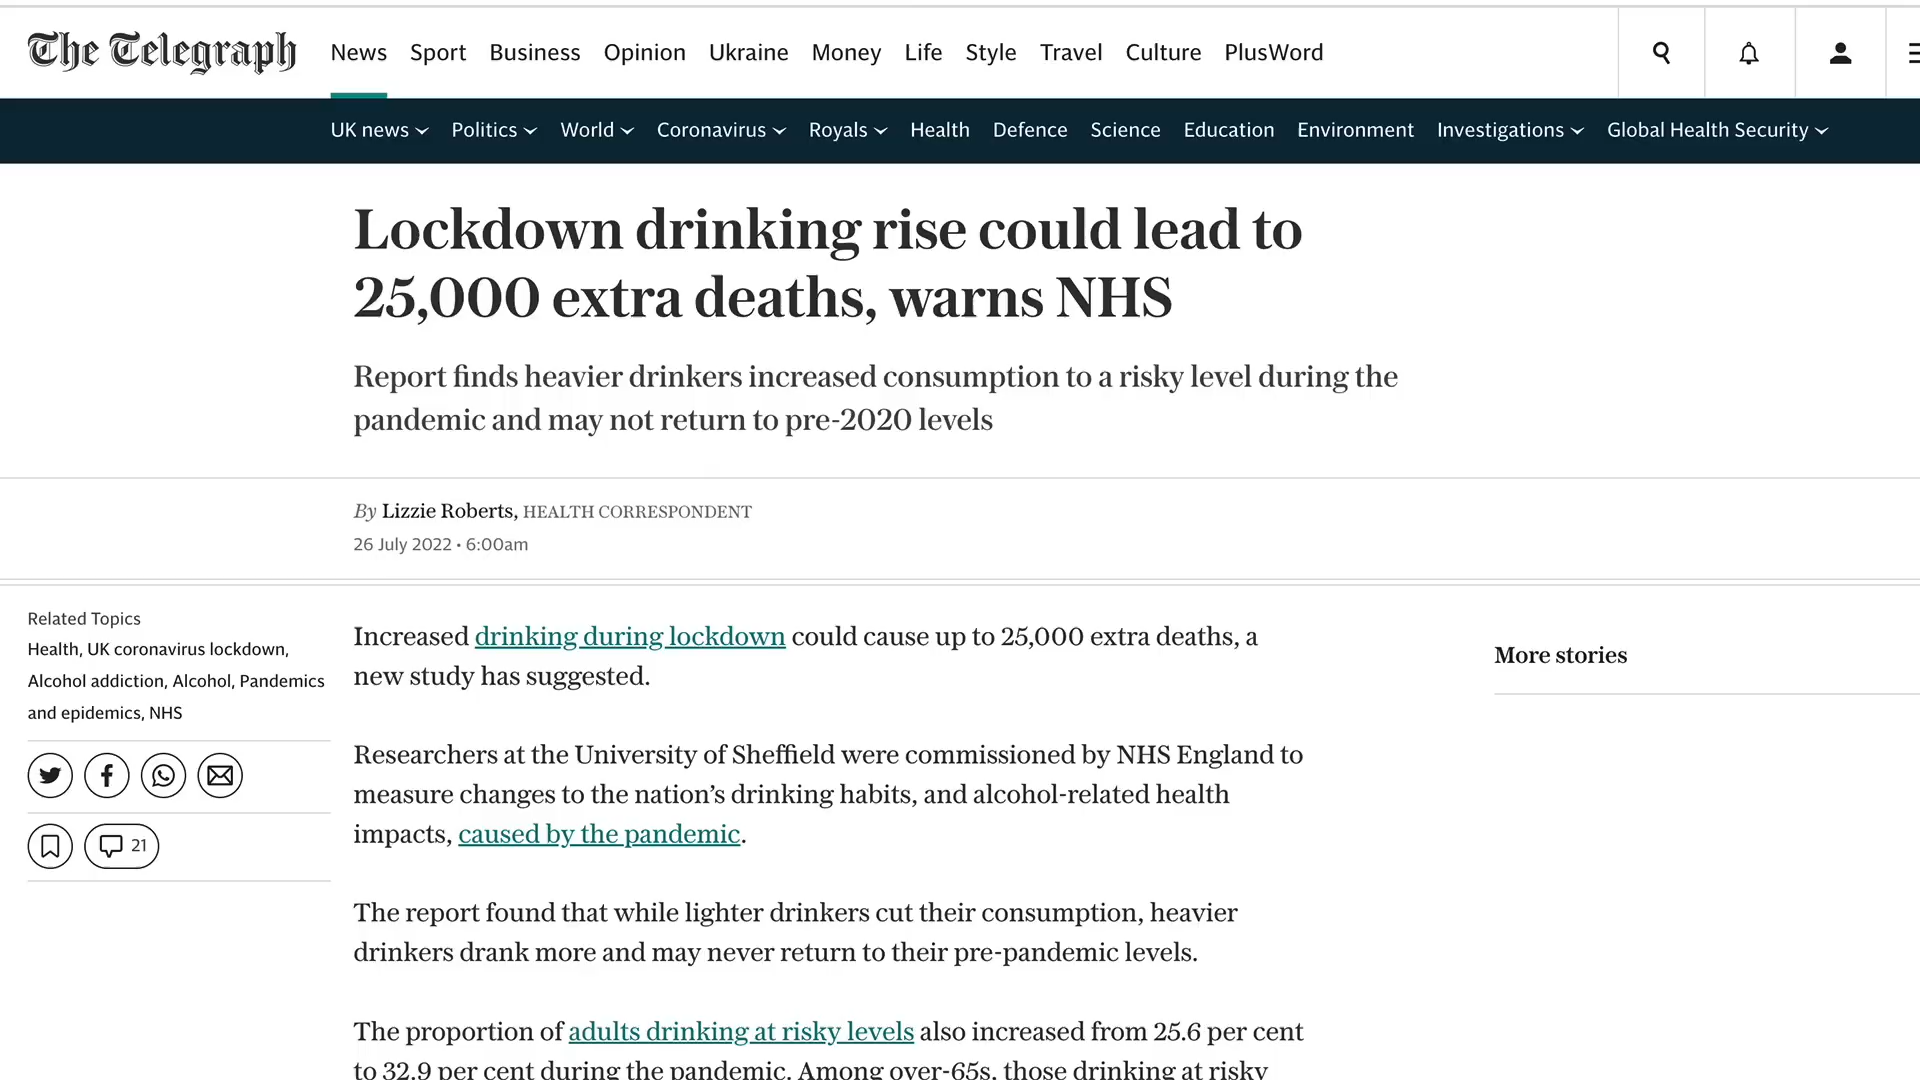 The Telegraph
News Sport Business Opinion Ukraine Money Life Style Travel Culture PlusWord
UK news Politics World Coronavirus Royals Health Defence Science Education Environment Investigations Global Health Security
Lockdown drinking rise could lead to
25,000 extra deaths, warns NHS
Report finds heavier drinkers increased consumption to a risky level during the
pandemic and may not return to pre-2020 levels
By Lizzie Roberts, HEALTH CORRESPONDENT
26 July 2022 • 6:00am
Related Topics
Health, UK coronavirus lockdown,
Alcohol addiction, Alcohol, Pandemics
and epidemics, NHS
21
Increased drinking during lockdown could cause up to 25,000 extra deaths, a
new study has suggested.
Researchers at the University of Sheffield were commissioned by NHS England to
measure changes to the nation’s drinking habits, and alcohol-related health
impacts, caused by the pandemic.
The report found that while lighter drinkers cut their consumption, heavier
drinkers drank more and may never return to their pre-pandemic levels.
The proportion of adults drinking at risky levels also increased from 25.6 per cent
to 32.9 per cent during the pandemic. Among over-65s, those drinking at risky
More stories